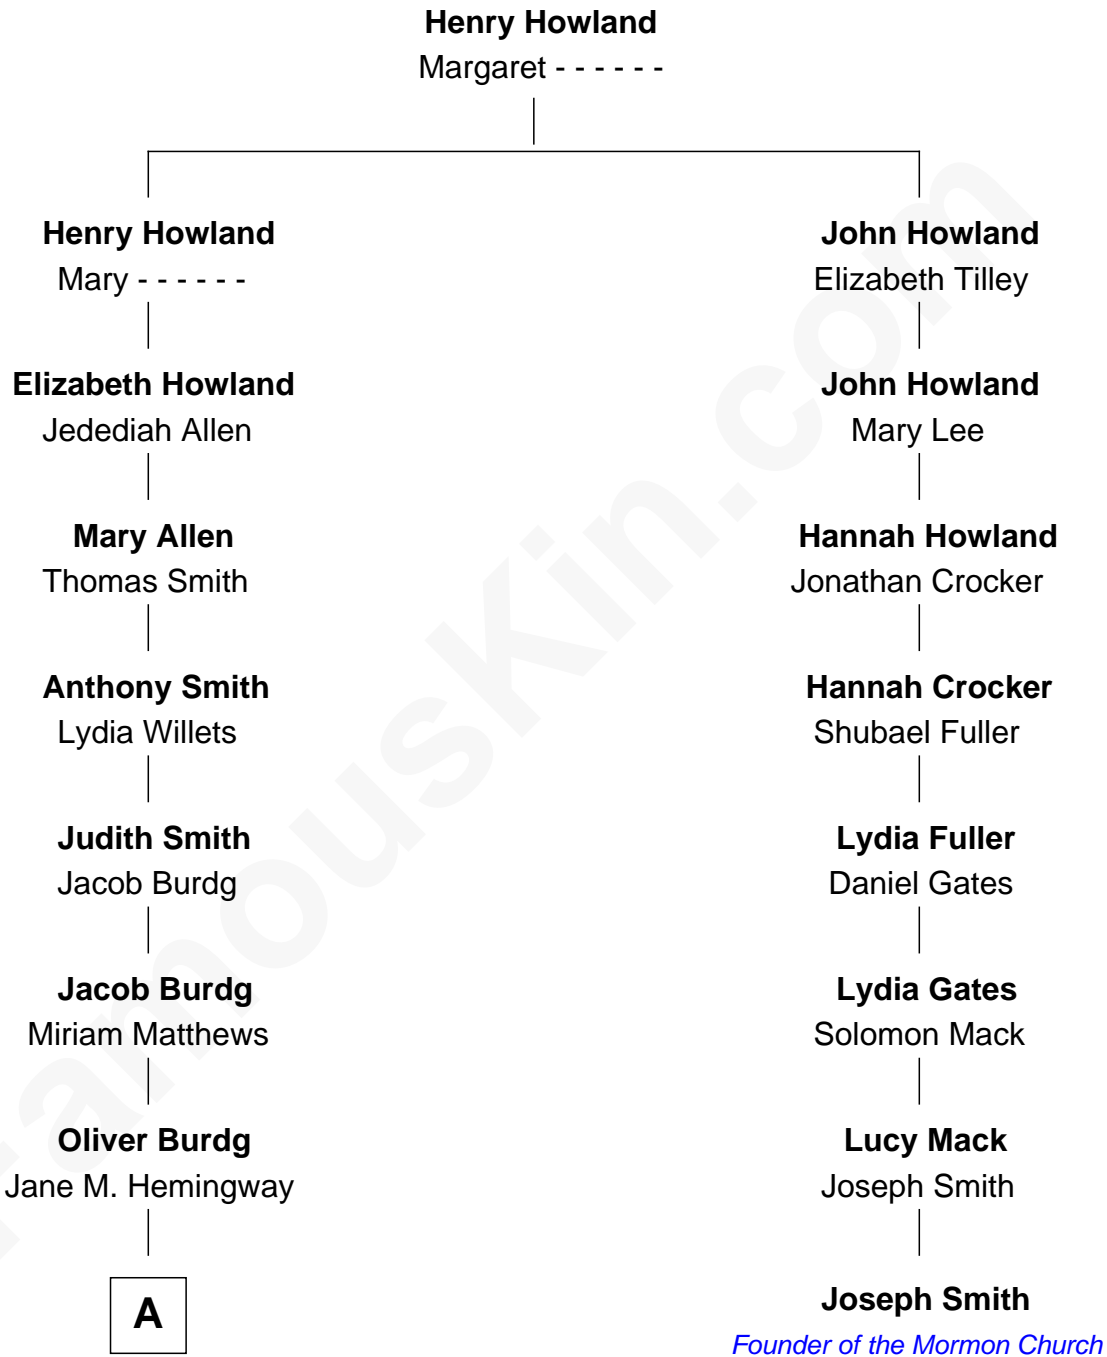 Henry Howland
Margaret - - - - - -
Henry Howland
Mary - - - - - -
John Howland
Elizabeth Tilley
Elizabeth Howland
Jedediah Allen
John Howland
Mary Lee
Mary Allen
Thomas Smith
Hannah Howland
Jonathan Crocker
Anthony Smith
Lydia Willets
Hannah Crocker
Shubael Fuller
Judith Smith
Jacob Burdg
Lydia Fuller
Daniel Gates
Jacob Burdg
Miriam Matthews
Lydia Gates
Solomon Mack
Oliver Burdg
Jane M. Hemingway
Lucy Mack
Joseph Smith
A
Joseph Smith
Founder of the Mormon Church
FamousKin.com